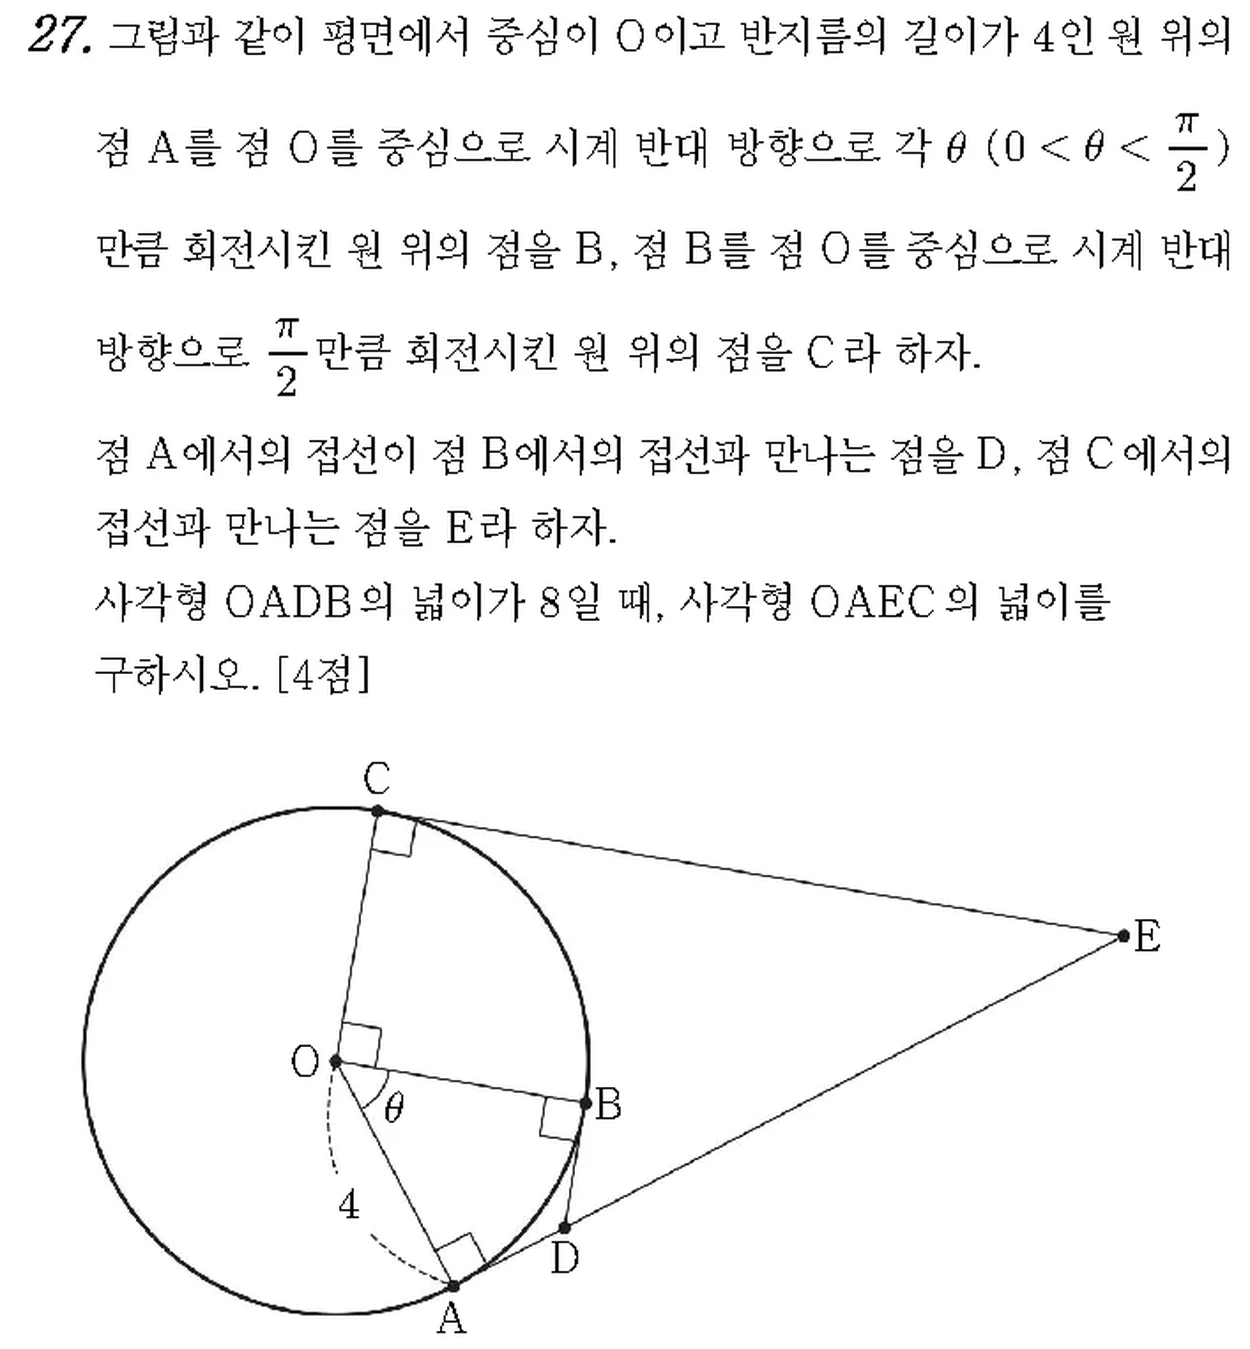 27. 그림과 같이 평면에서 중심이 O이고 반지름의 길이가 4인 원 위의
점 A를 점 O를 중심으로 시계 반대 방향으로 각 θ (0 < θ < π/2)
만큼 회전시킨 원 위의 점을 B, 점 B를 점 O를 중심으로 시계 반대
방향으로 π/2만큼 회전시킨 원 위의 점을 C라 하자.
점 A에서의 접선이 점 B에서의 접선과 만나는 점을 D, 점 C에서의
접선과 만나는 점을 E라 하자.
사각형 OADB의 넓이가 8일 때, 사각형 OAEC의 넓이를
구하시오. [4점]
C
E
O
θ
B
4
D
A